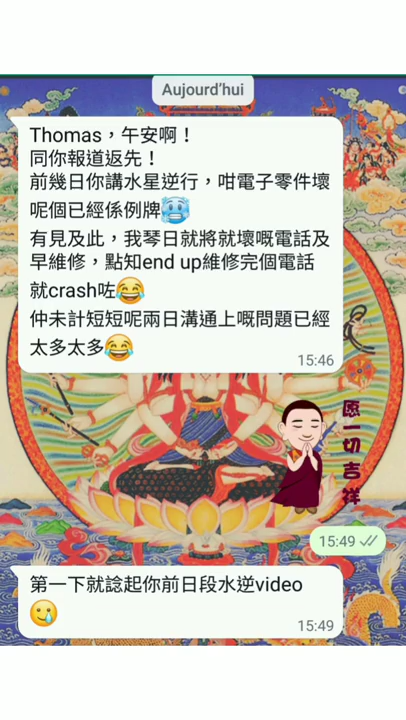 Aujourd'hui
Thomas，午安啊！
同你報道返先！
前幾日你講水星逆行，咁電子零件壞
呢個已經係例牌🥶
有見及此，我琴日就將就壞嘅電話及
早維修，點知end up維修完個電話
就crash咗😂
仲未計短短呢兩日溝通上嘅問題已經
太多太多😂
15:46
愿一切吉祥
15:49
第一下就諗起你前日段水逆video
🥲
15:49